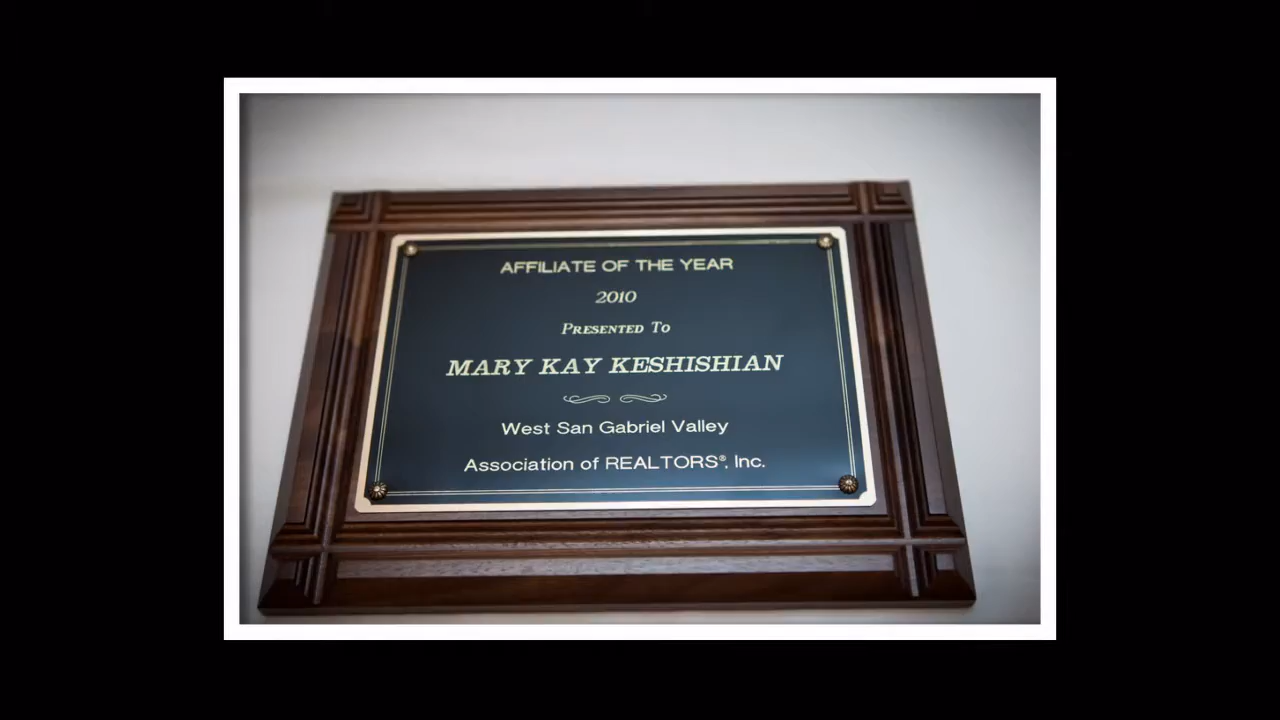 AFFILIATE OF THE YEAR
2010
PRESENTED TO
MARY KAY KESHISHIAN
West San Gabriel Valley
Association of REALTORS®, Inc.